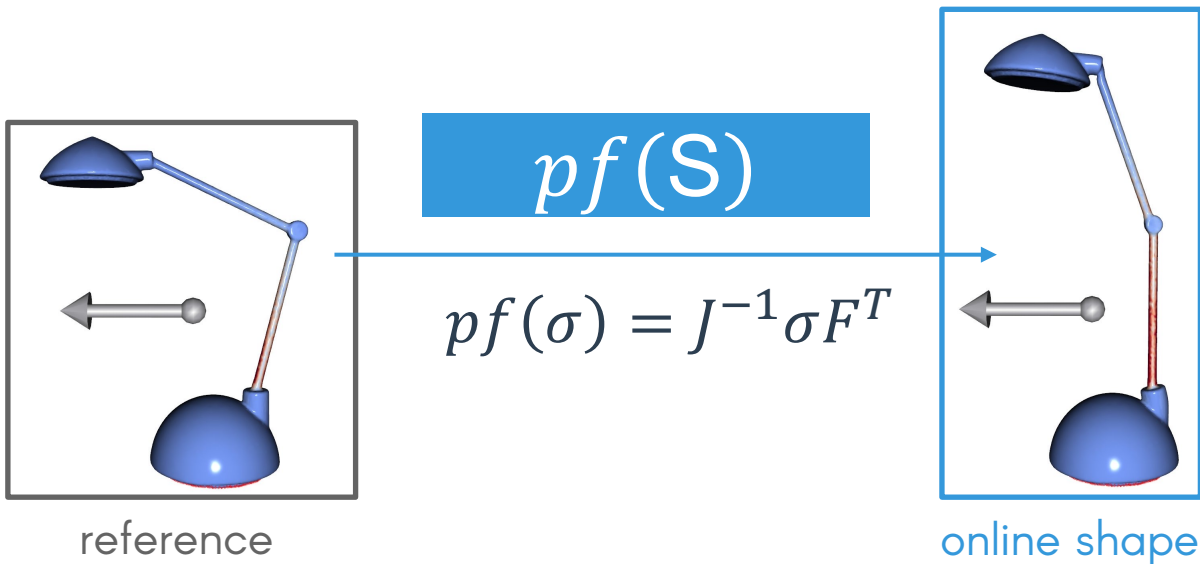 pf(S)
pf(σ) = J⁻¹σFᵀ
reference
online shape